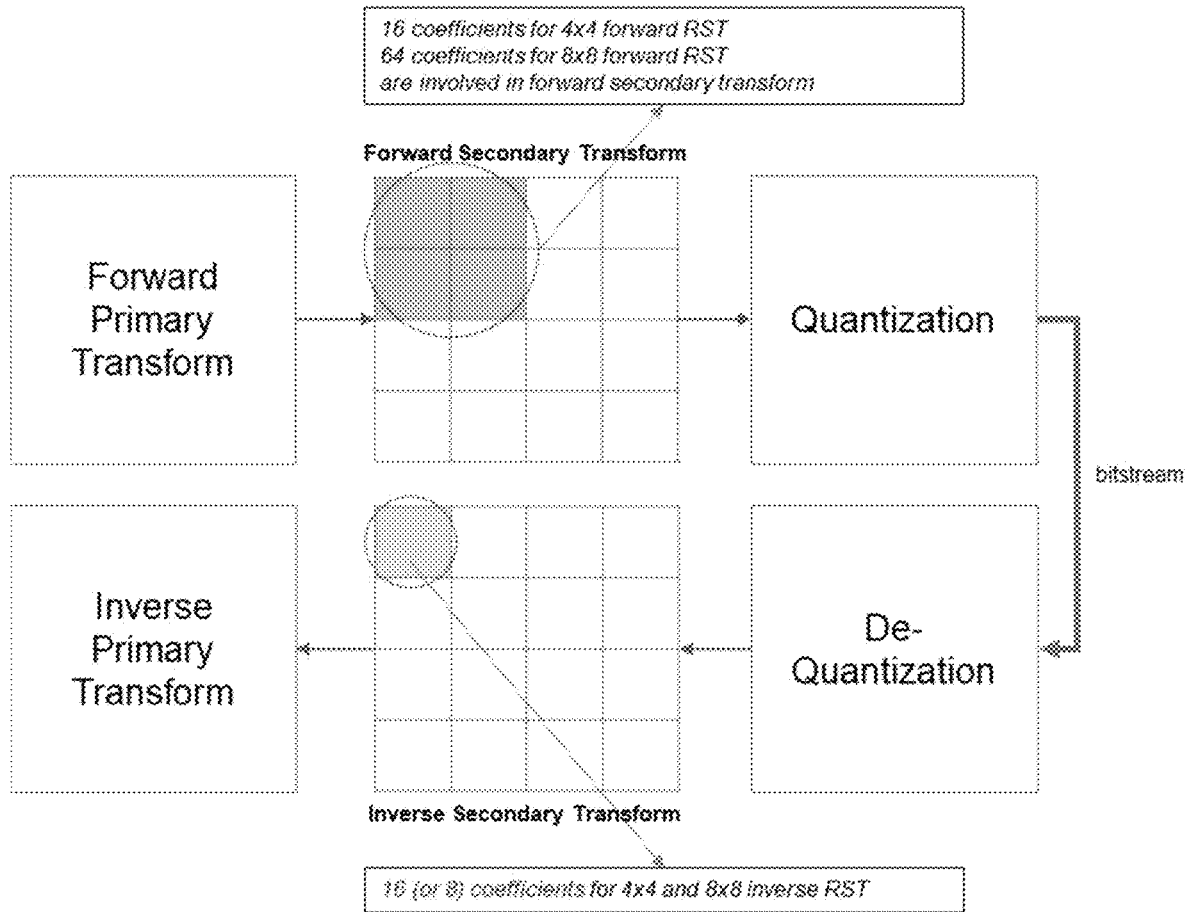 16 coefficients for 4x4 forward RST
64 coefficients for 8x8 forward RST
are involved in forward secondary transform
Forward Secondary Transform
Forward
Primary
Transform
Quantization
bitstream
Inverse
Primary
Transform
De-
Quantization
Inverse Secondary Transform
16 (or 8) coefficients for 4x4 and 8x8 inverse RST